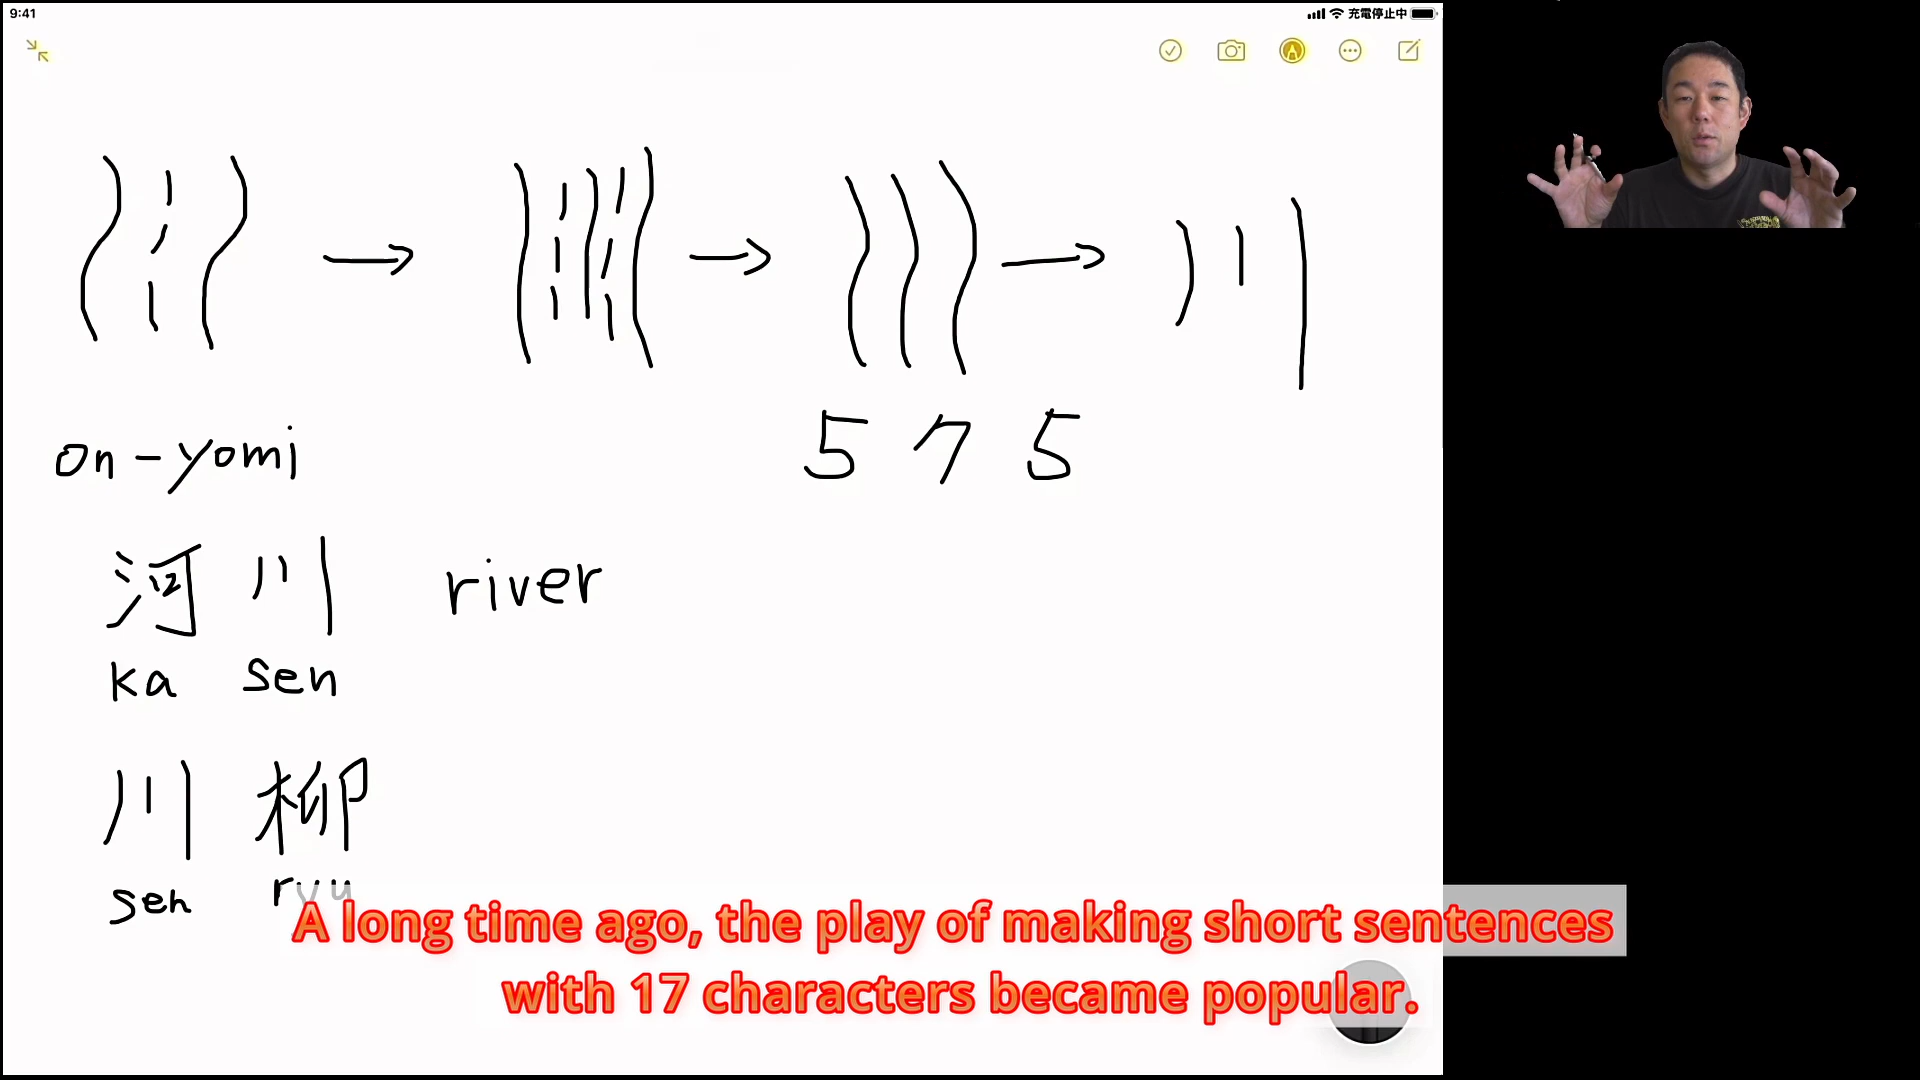 9:41
充電停止中
川
5 7 5
on-yomi
河川 river
ka sen
川柳
sen ryu
A long time ago, the play of making short sentences
with 17 characters became popular.